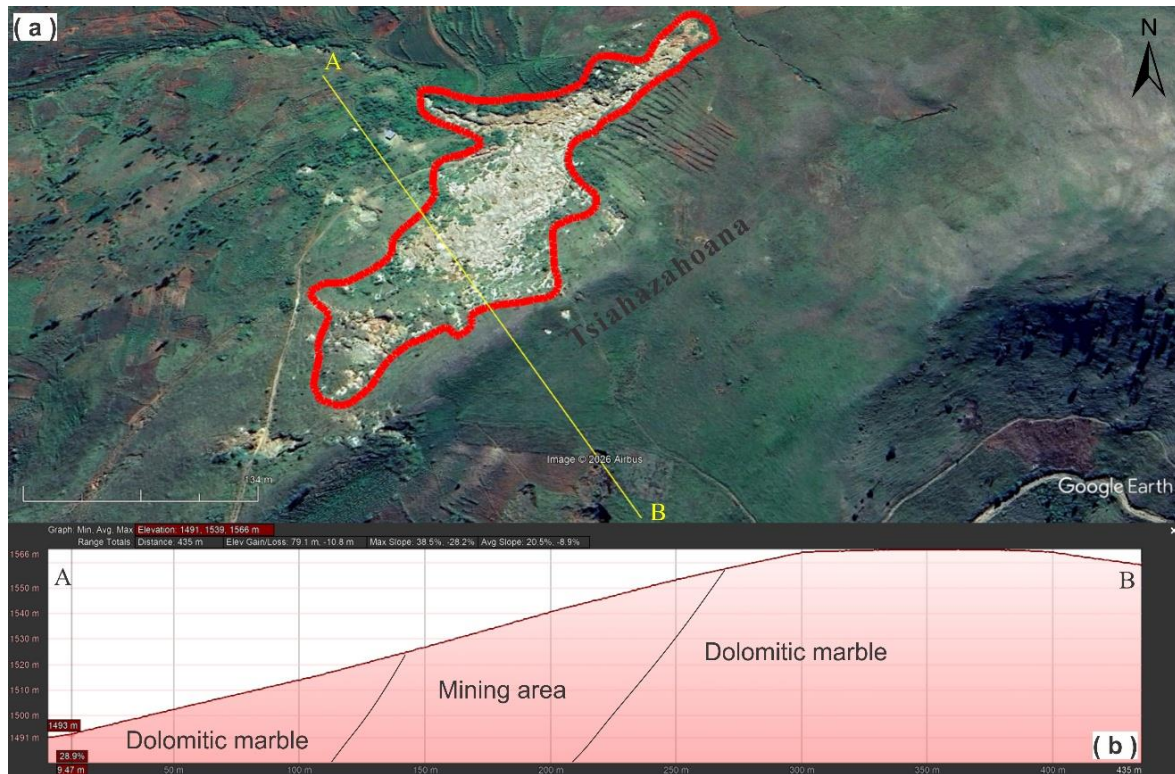 ( a )
N
A
Tsiahazahoana
134 m
Image © 2026 Airbus
Google Earth
B
Graph: Min, Avg, Max Elevation: 1491, 1539, 1566 m
Range Totals Distance: 435 m Elev Gain/Loss: 79.1 m, -10.8 m Max Slope: 38.5%, -28.2% Avg Slope: 20.5%, -8.9%
1566 m
A
B
1550 m
1540 m
1530 m
Dolomitic marble
1520 m
Mining area
1510 m
1500 m
1493 m
1491 m
Dolomitic marble
( b )
28.9%
9.47 m
50 m
100 m
150 m
200 m
250 m
300 m
350 m
400 m
435 m